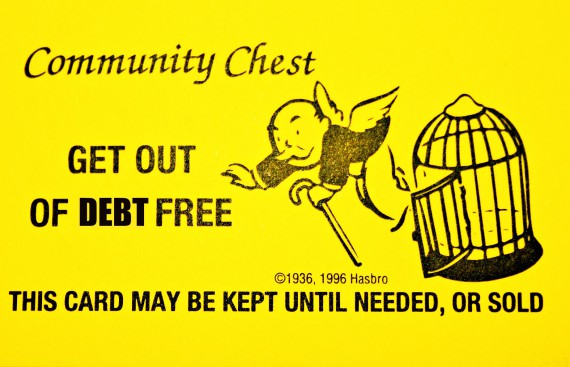 Community Chest
GET OUT
OF DEBT FREE
©1936, 1996 Hasbro
THIS CARD MAY BE KEPT UNTIL NEEDED, OR SOLD